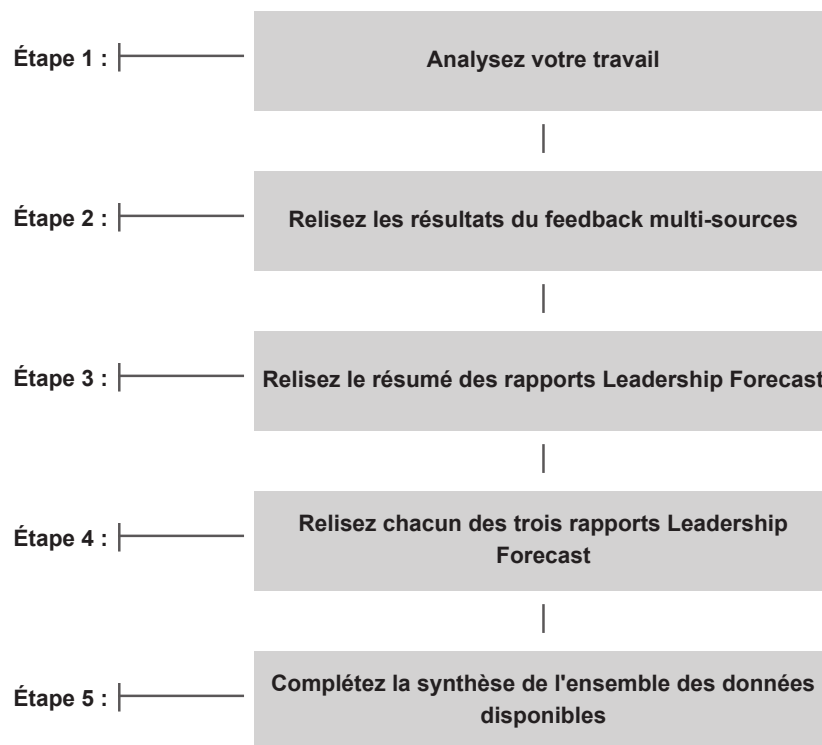 Étape 1 : Analysez votre travail
Étape 2 : Relisez les résultats du feedback multi-sources
Étape 3 : Relisez le résumé des rapports Leadership Forecast
Étape 4 : Relisez chacun des trois rapports Leadership
Forecast
Étape 5 : Complétez la synthèse de l'ensemble des données
disponibles